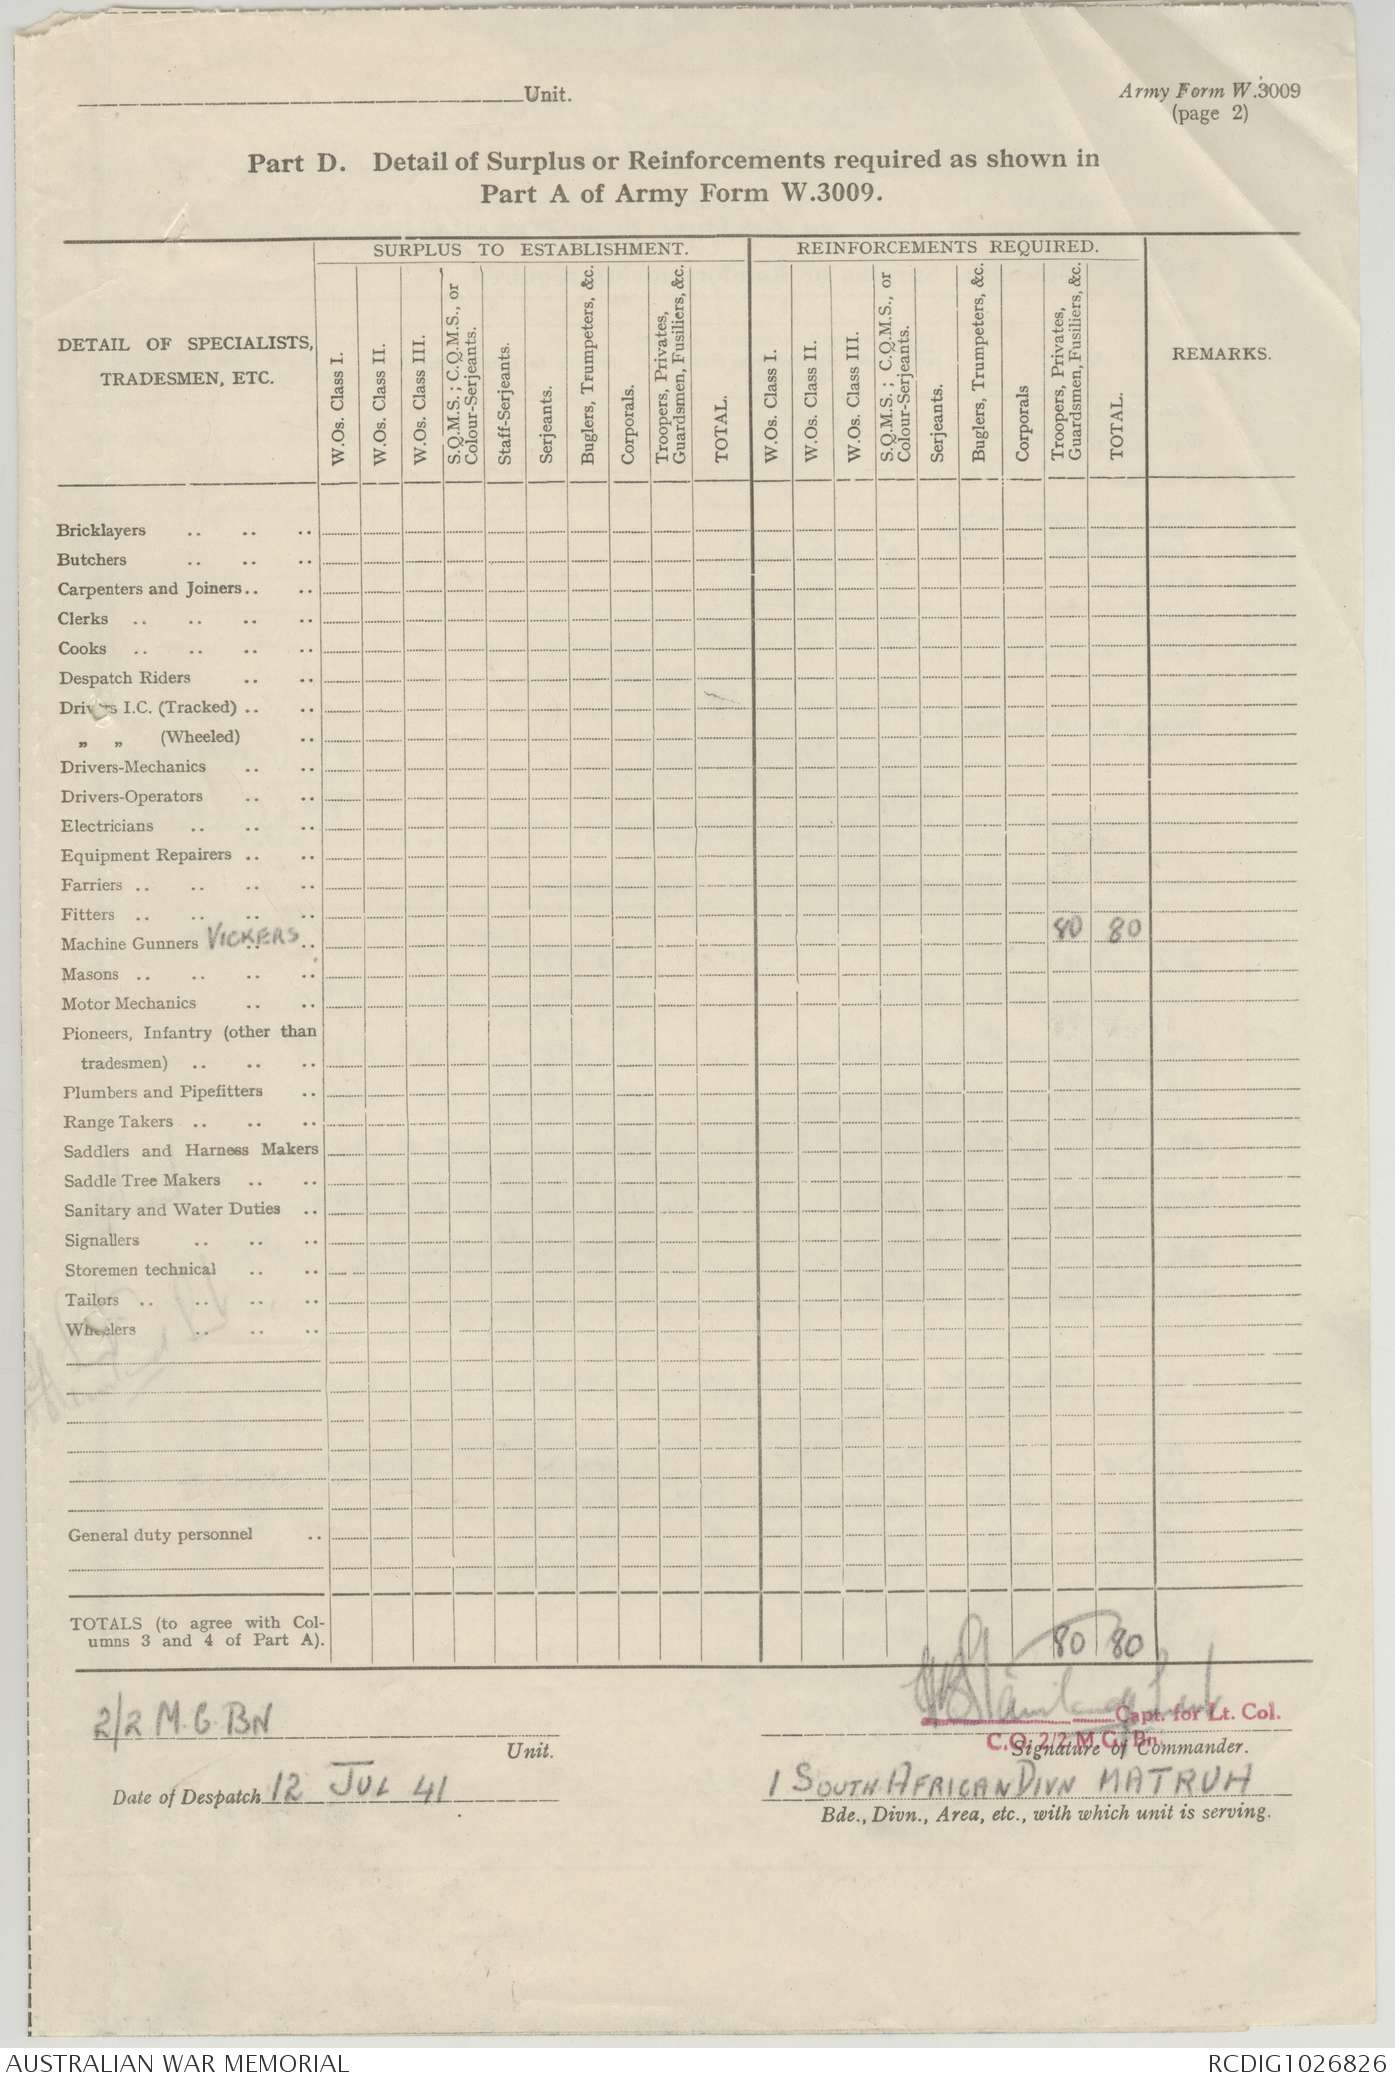 Unit.
Army Form W.3009
(page 2)
Part D. Detail of Surplus or Reinforcements required as shown in
Part A of Army Form W.3009.
SURPLUS TO ESTABLISHMENT.
REINFORCEMENTS REQUIRED.
DETAIL OF SPECIALISTS,
TRADESMEN, ETC.
W.Os. Class I.
W.Os. Class II.
W.Os. Class III.
S.Q.M.S.; C.Q.M.S., or
Colour-Serjeants.
Staff-Serjeants.
Serjeants.
Buglers, Trumpeters, &c.
Corporals.
Troopers, Privates,
Guardsmen, Fusiliers, &c.
TOTAL.
W.Os. Class I.
W.Os. Class II.
W.Os. Class III.
S.Q.M.S.; C.Q.M.S., or
Colour-Serjeants.
Serjeants.
Buglers, Trumpeters, &c.
Corporals
Troopers, Privates,
Guardsmen, Fusiliers, &c.
TOTAL.
REMARKS.
Bricklayers .. .. ..
Butchers .. .. ..
Carpenters and Joiners .. ..
Clerks .. .. .. ..
Cooks .. .. .. ..
Despatch Riders .. ..
Drivers I.C. (Tracked) .. ..
„ „ (Wheeled) ..
Drivers-Mechanics .. ..
Drivers-Operators .. ..
Electricians .. .. ..
Equipment Repairers .. ..
Farriers .. .. .. ..
Fitters .. .. .. ..
Machine Gunners VICKERS .. 80 80
Masons .. .. .. ..
Motor Mechanics .. ..
Pioneers, Infantry (other than
tradesmen) .. .. ..
Plumbers and Pipefitters ..
Range Takers .. .. ..
Saddlers and Harness Makers
Saddle Tree Makers .. ..
Sanitary and Water Duties ..
Signallers .. .. ..
Storemen technical .. ..
Tailors .. .. .. ..
Wheelers .. .. ..
General duty personnel ..
TOTALS (to agree with Col-
umns 3 and 4 of Part A). 80 80
2/2 M.G. BN
Unit.
Capt. for Lt. Col.
C.O. 2/2 M.G. Bn.
Signature of Commander.
Date of Despatch 12 JUL 41
1 SOUTH AFRICAN DIVN MATRUH
Bde., Divn., Area, etc., with which unit is serving.
AUSTRALIAN WAR MEMORIAL
RCDIG1026826